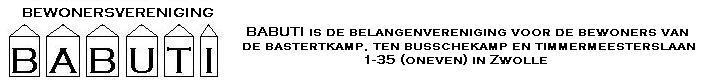 BEWONERSVERENIGING
BABUTI
BABUTI IS DE BELANGENVERENIGING VOOR DE BEWONERS VAN
DE BASTERTKAMP, TEN BUSSCHEKAMP EN TIMMERMEESTERSLAAN
1-35 (ONEVEN) IN ZWOLLE